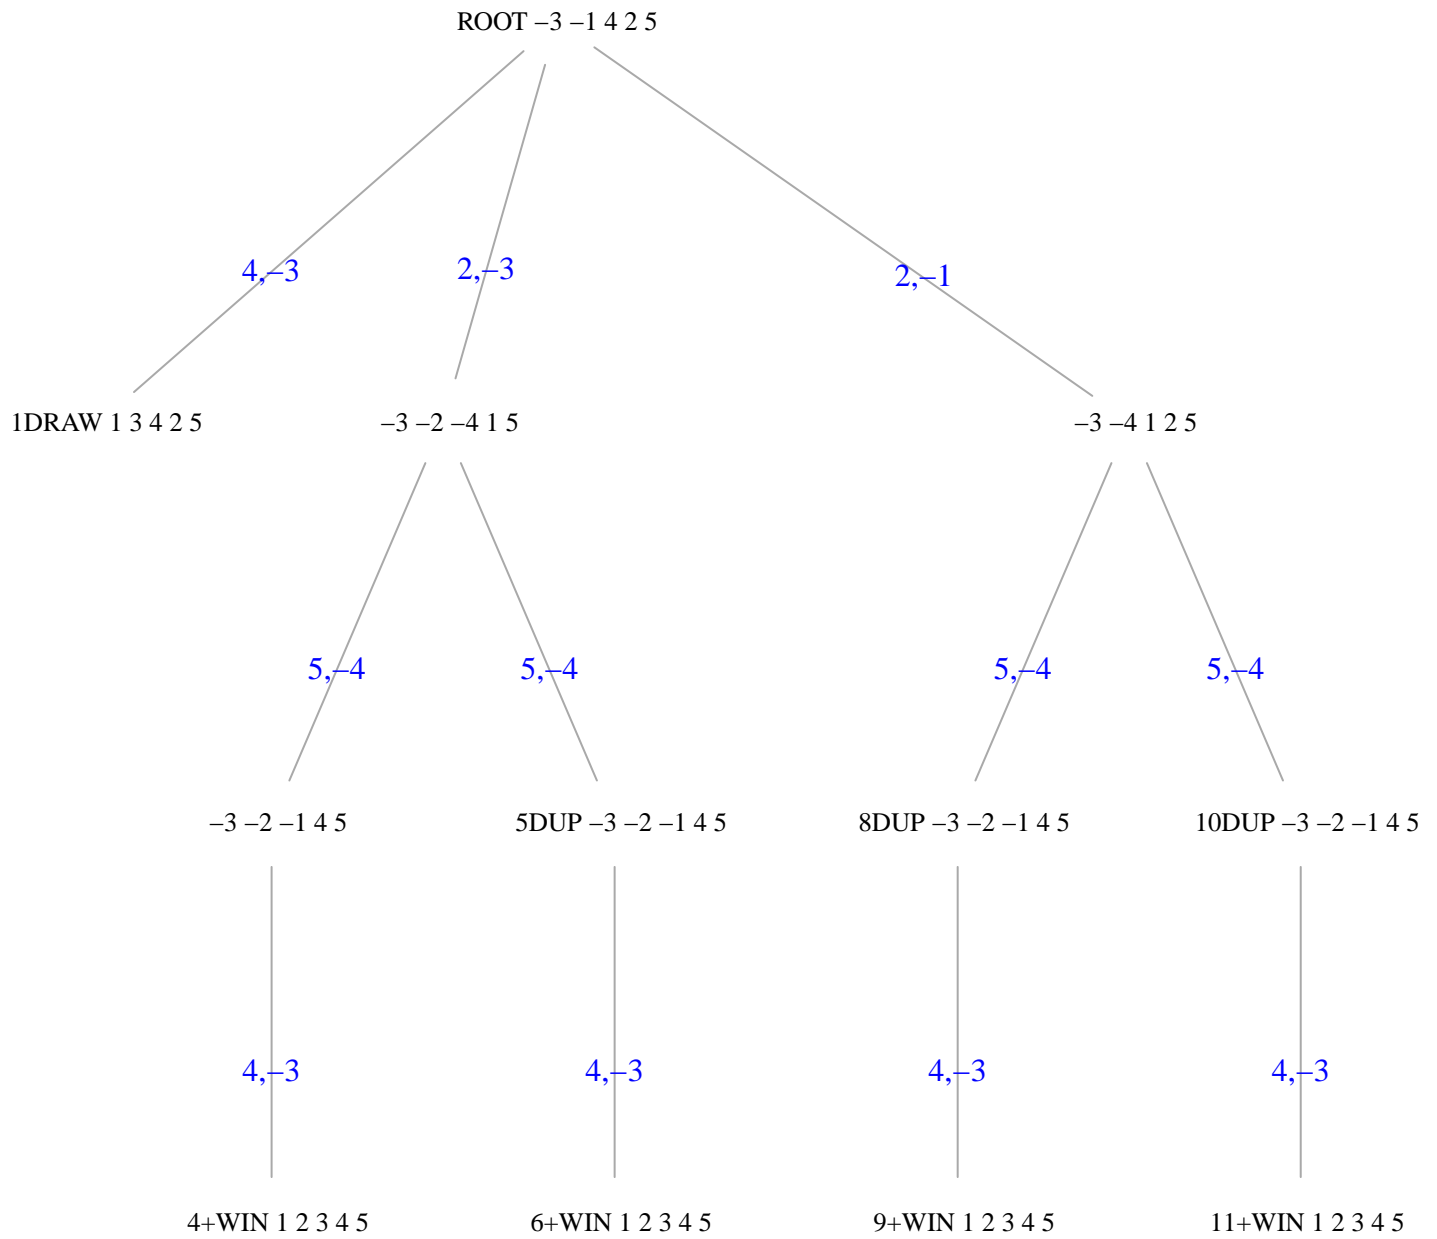 ROOT –3 –1 4 2 5
4,–3
2,–3
2,–1
1DRAW 1 3 4 2 5
–3 –2 –4 1 5
–3 –4 1 2 5
5,–4
5,–4
5,–4
5,–4
–3 –2 –1 4 5
5DUP –3 –2 –1 4 5
8DUP –3 –2 –1 4 5
10DUP –3 –2 –1 4 5
4,–3
4,–3
4,–3
4,–3
4+WIN 1 2 3 4 5
6+WIN 1 2 3 4 5
9+WIN 1 2 3 4 5
11+WIN 1 2 3 4 5